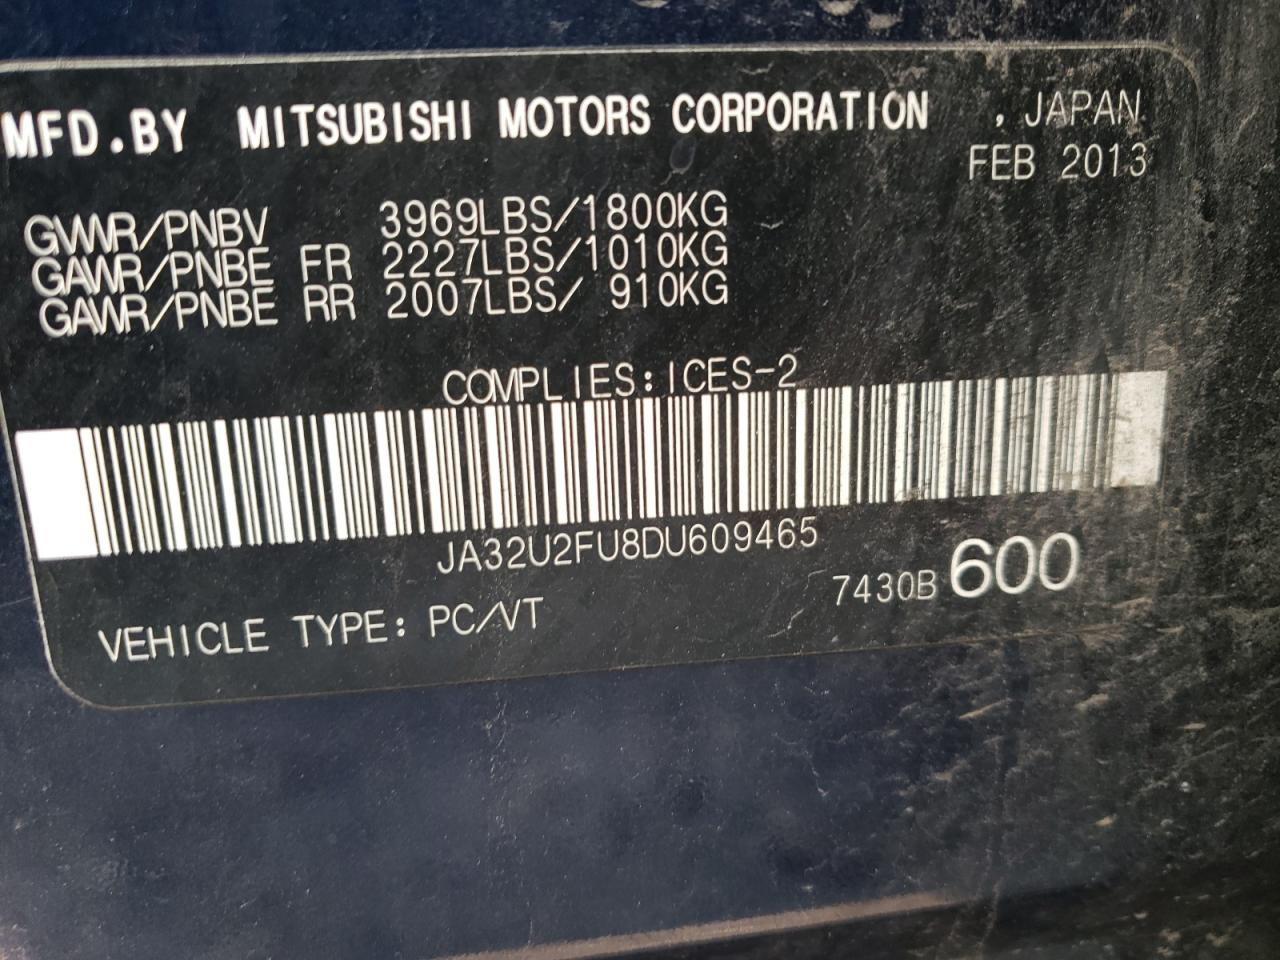 MFD.BY MITSUBISHI MOTORS CORPORATION , JAPAN
FEB 2013
GVWR/PNBV 3969LBS/1800KG
GAWR/PNBE FR 2227LBS/1010KG
GAWR/PNBE RR 2007LBS/ 910KG
COMPLIES:ICES-2
JA32U2FU8DU609465
7430B 600
VEHICLE TYPE: PC/VT